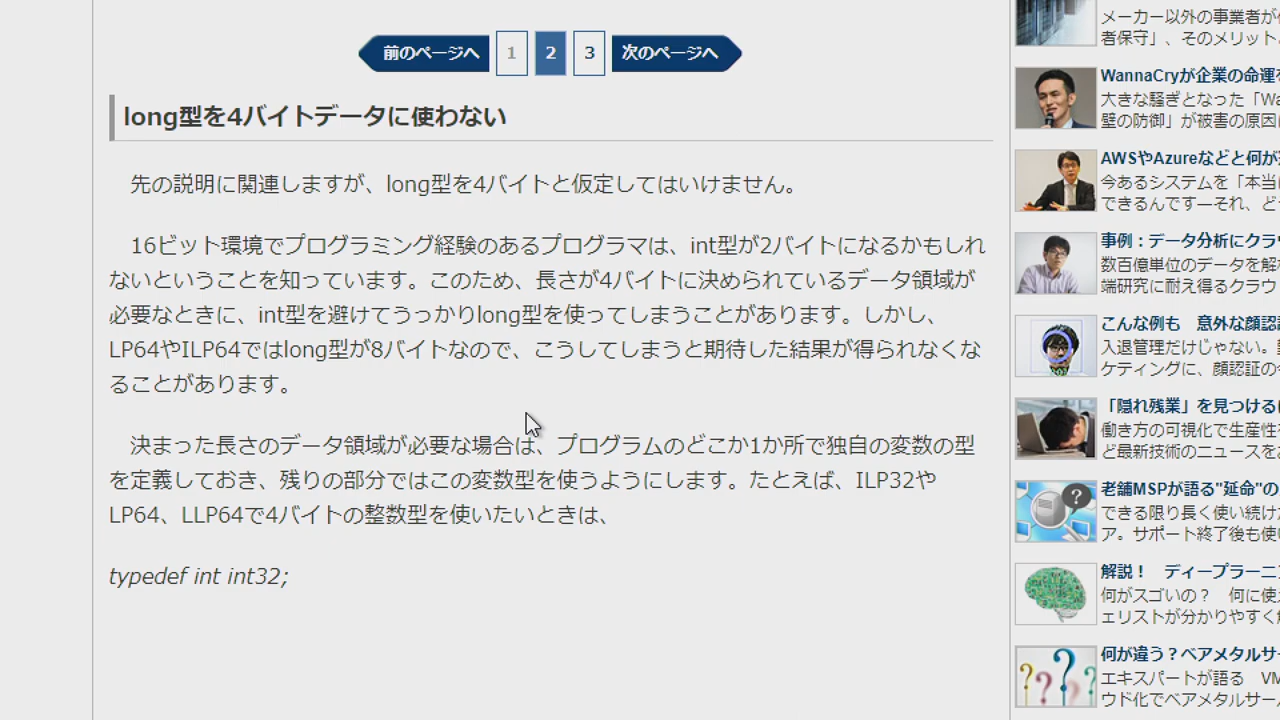 前のページへ 1 2 3 次のページへ
long型を4バイトデータに使わない
先の説明に関連しますが、long型を4バイトと仮定してはいけません。
16ビット環境でプログラミング経験のあるプログラマは、int型が2バイトになるかもしれ
ないということを知っています。このため、長さが4バイトに決められているデータ領域が
必要なときに、int型を避けてうっかりlong型を使ってしまうことがあります。しかし、
LP64やILP64ではlong型が8バイトなので、こうしてしまうと期待した結果が得られなくな
ることがあります。
決まった長さのデータ領域が必要な場合は、プログラムのどこか1か所で独自の変数の型
を定義しておき、残りの部分ではこの変数型を使うようにします。たとえば、ILP32や
LP64、LLP64で4バイトの整数型を使いたいときは、
typedef int int32;
メーカー以外の事業者が
者保守」、そのメリット
WannaCryが企業の命運を
大きな騒ぎとなった「Wa
壁の防御」が被害の原因
AWSやAzureなどと何が
今あるシステムを「本当に
できるんですーそれ、ど
事例：データ分析にクラ
数百億単位のデータを解
端研究に耐え得るクラウ
こんな例も 意外な顔認
入退管理だけじゃない。
ケティングに、顔認証の
「隠れ残業」を見つける
働き方の可視化で生産性
ど最新技術のニュースを
老舗MSPが語る"延命"の
できる限り長く使い続け
ア。サポート終了後も使
解説！ ディープラーニ
何がスゴいの？ 何に使
ェリストが分かりやすく
何が違う？ベアメタルサー
エキスパートが語る VM
ウド化でベアメタルサー